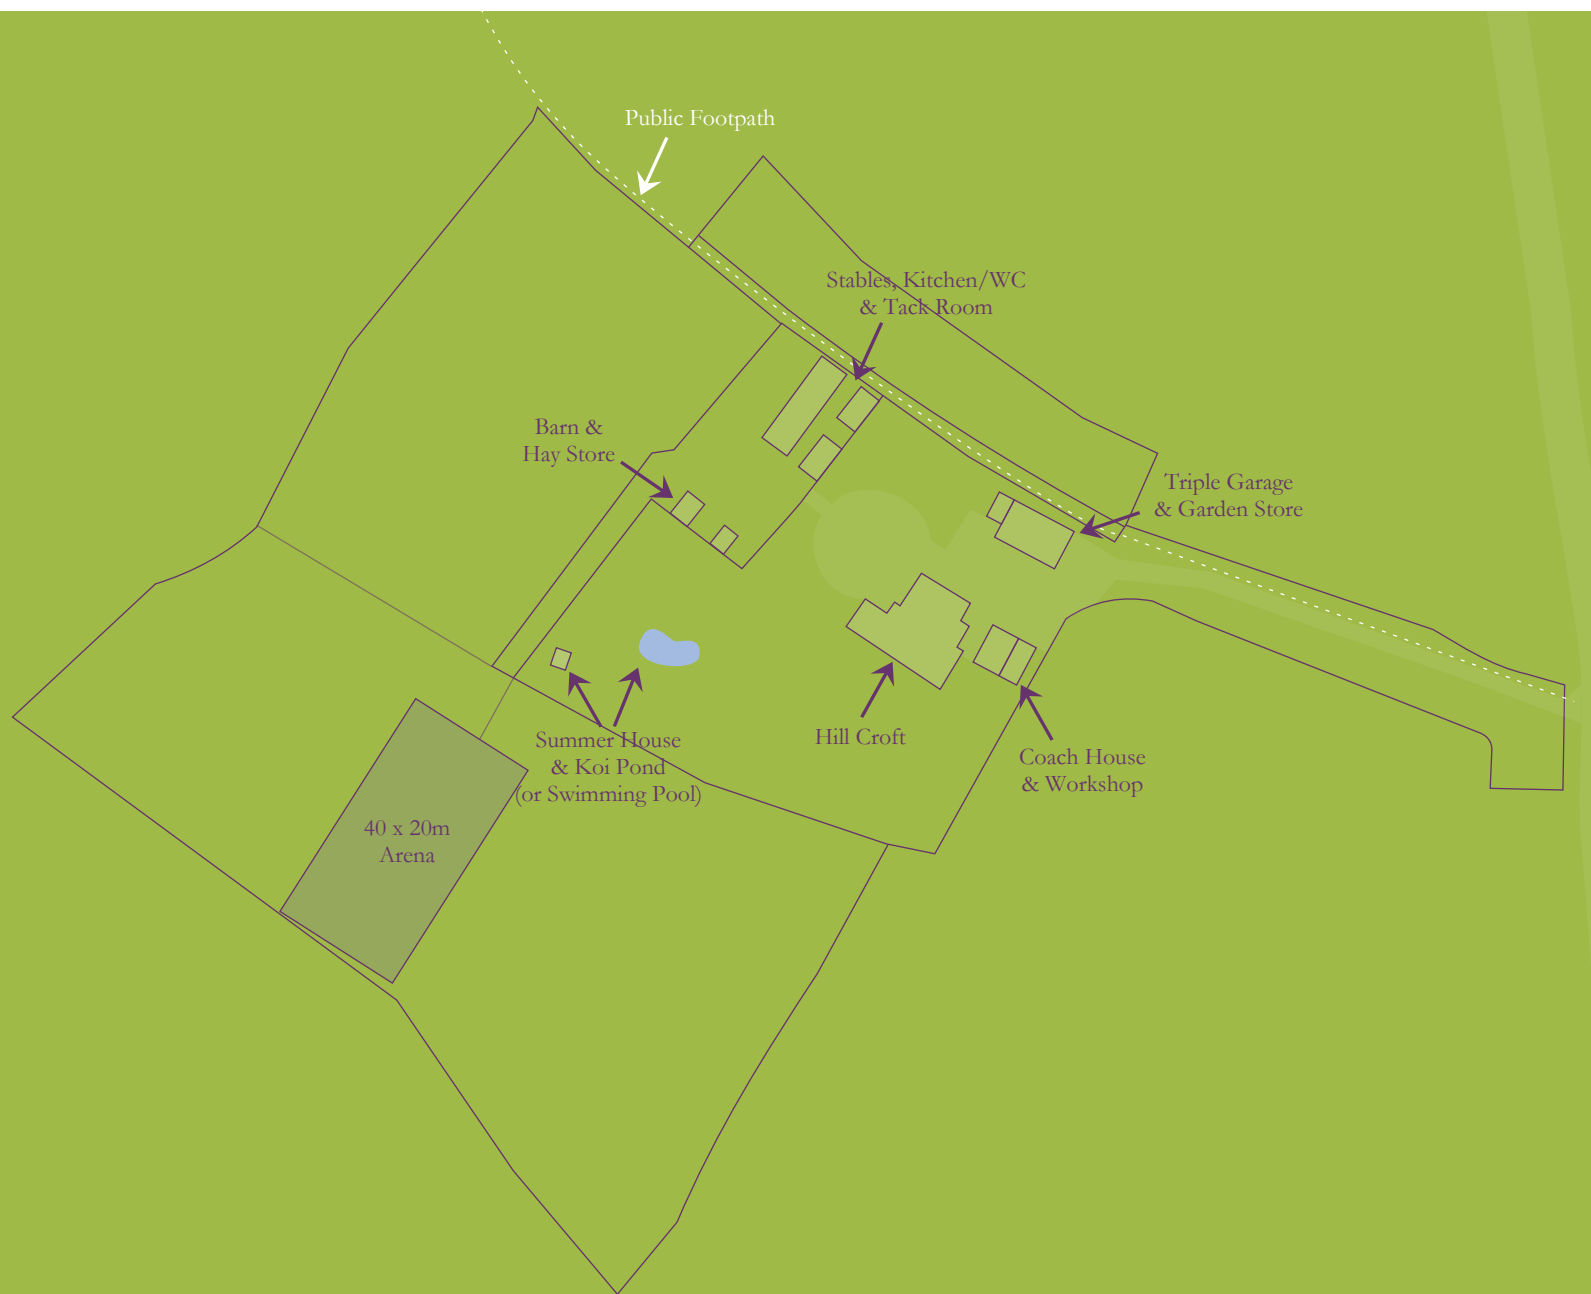 Public Footpath
Stables, Kitchen/WC
& Tack Room
Barn &
Hay Store
Triple Garage
& Garden Store
Summer House
& Koi Pond
(or Swimming Pool)
Hill Croft
Coach House
& Workshop
40 x 20m
Arena